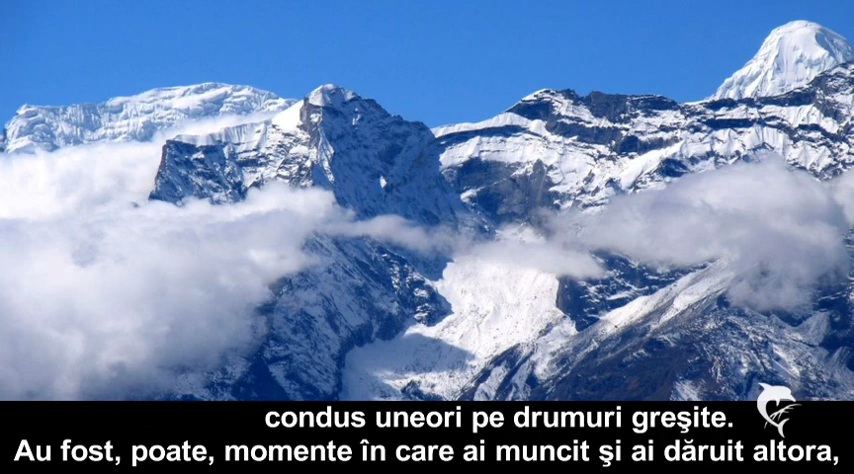 condus uneori pe drumuri greşite.
Au fost, poate, momente în care ai muncit şi ai dăruit altora,